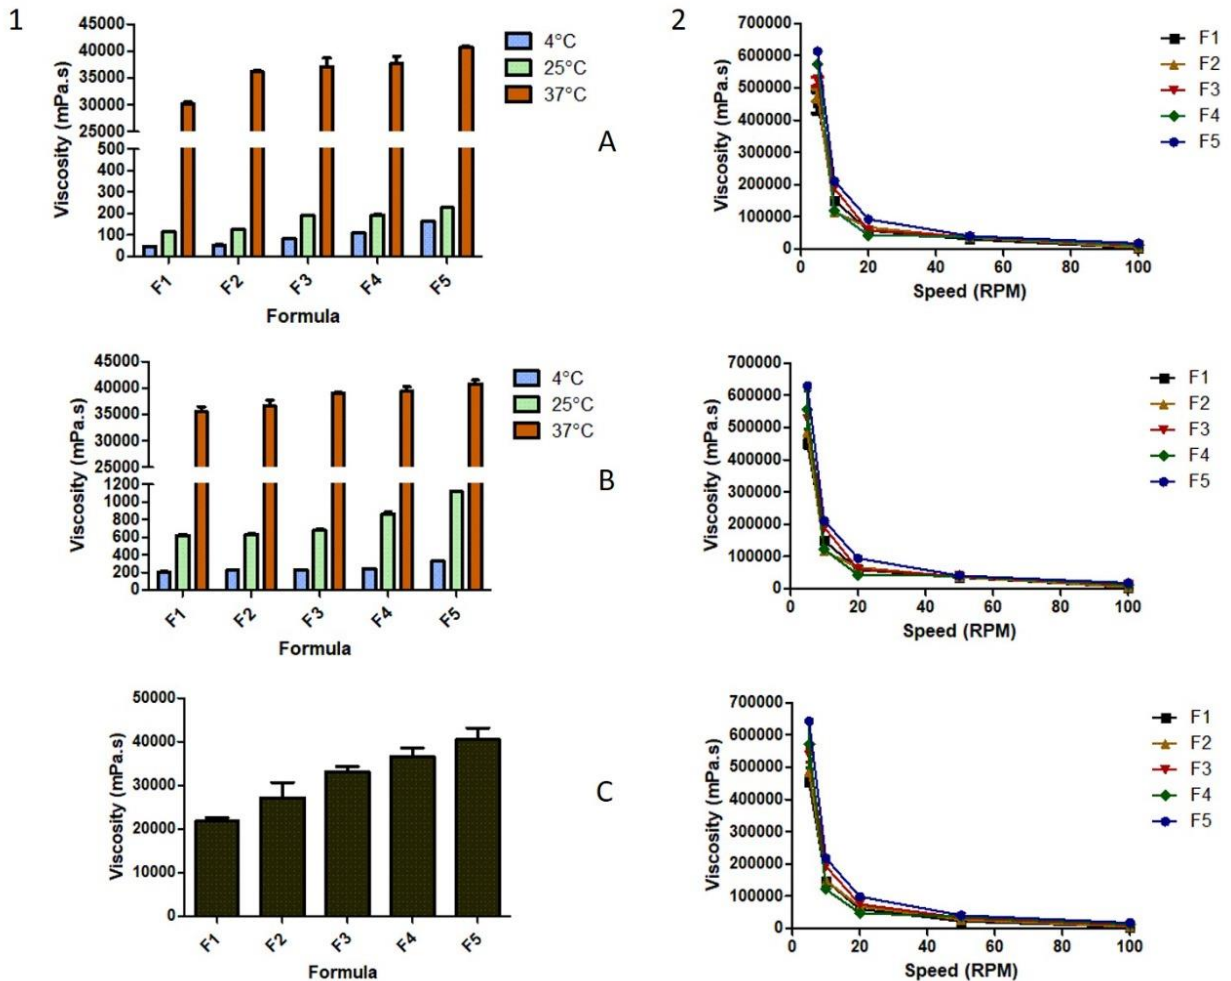 1
45000
40000
35000
30000
25000
500
400
300
200
100
0
Viscosity (mPa.s)
F1 F2 F3 F4 F5
Formula
4°C
25°C
37°C
A
2
700000
600000
500000
400000
300000
200000
100000
0
Viscosity (mPa.s)
0 20 40 60 80 100
Speed (RPM)
F1
F2
F3
F4
F5
45000
40000
35000
30000
25000
1200
1000
800
600
400
200
0
Viscosity (mPa.s)
F1 F2 F3 F4 F5
Formula
4°C
25°C
37°C
B
700000
600000
500000
400000
300000
200000
100000
0
Viscosity (mPa.s)
0 20 40 60 80 100
Speed (RPM)
F1
F2
F3
F4
F5
50000
40000
30000
20000
10000
0
Viscosity (mPa.s)
F1 F2 F3 F4 F5
Formula
C
700000
600000
500000
400000
300000
200000
100000
0
Viscosity (mPa.s)
0 20 40 60 80 100
Speed (RPM)
F1
F2
F3
F4
F5